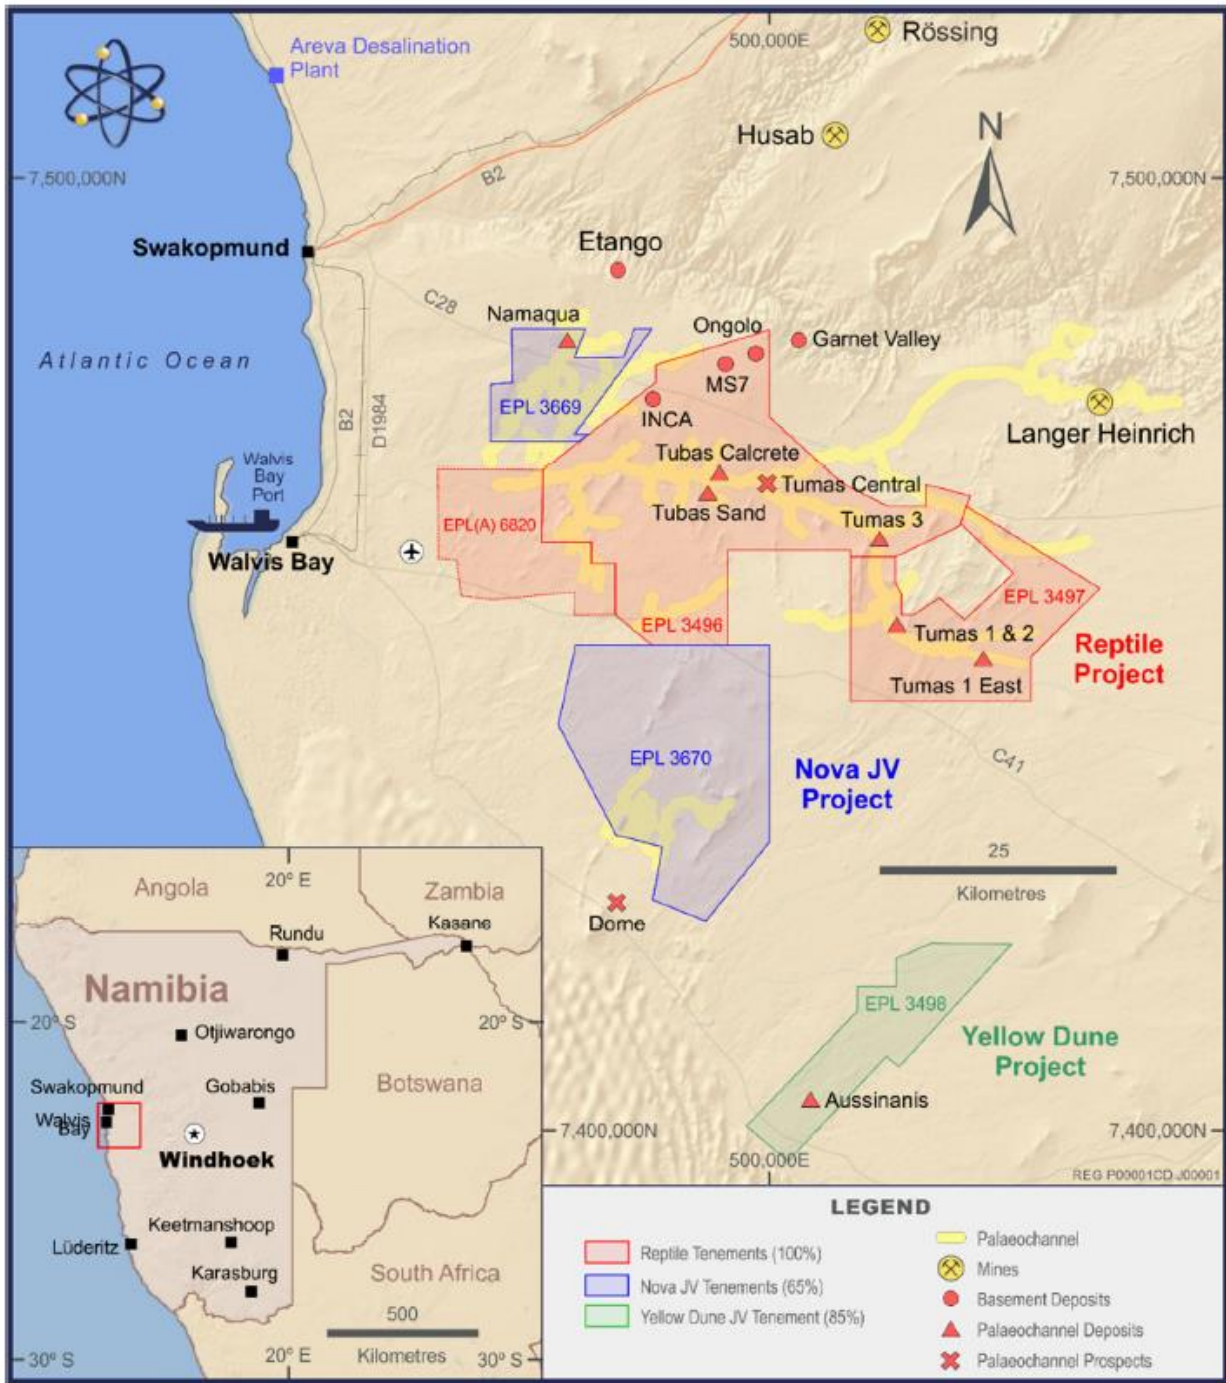 Areva Desalination
Plant
500,000E
Rössing
Husab
N
7,500,000N
7,500,000N
B2
Swakopmund
Etango
C28
Namaqua
Ongolo
Garnet Valley
Atlantic Ocean
MS7
EPL 3669
INCA
B2
D1984
Langer Heinrich
Tubas Calcrete
Walvis
Bay
Port
Tumas Central
Tubas Sand
Tumas 3
EPL(A) 6820
Walvis Bay
EPL 3497
EPL 3496
Tumas 1 & 2
Reptile
Project
Tumas 1 East
EPL 3670
Nova JV
Project
C41
25
Kilometres
Dome
EPL 3498
Yellow Dune
Project
Aussinanis
7,400,000N
7,400,000N
500,000E
REG P00001CD J00001
Angola
20° E
Zambia
Kasane
Rundu
Namibia
20° S
20° S
Otjiwarongo
Swakopmund
Gobabis
Botswana
Walvis
Bay
Windhoek
Keetmanshoop
Lüderitz
Karasburg
South Africa
500
Kilometres
30° S
20° E
30° S
LEGEND
Reptile Tenements (100%)
Nova JV Tenements (65%)
Yellow Dune JV Tenement (85%)
Palaeochannel
Mines
Basement Deposits
Palaeochannel Deposits
Palaeochannel Prospects